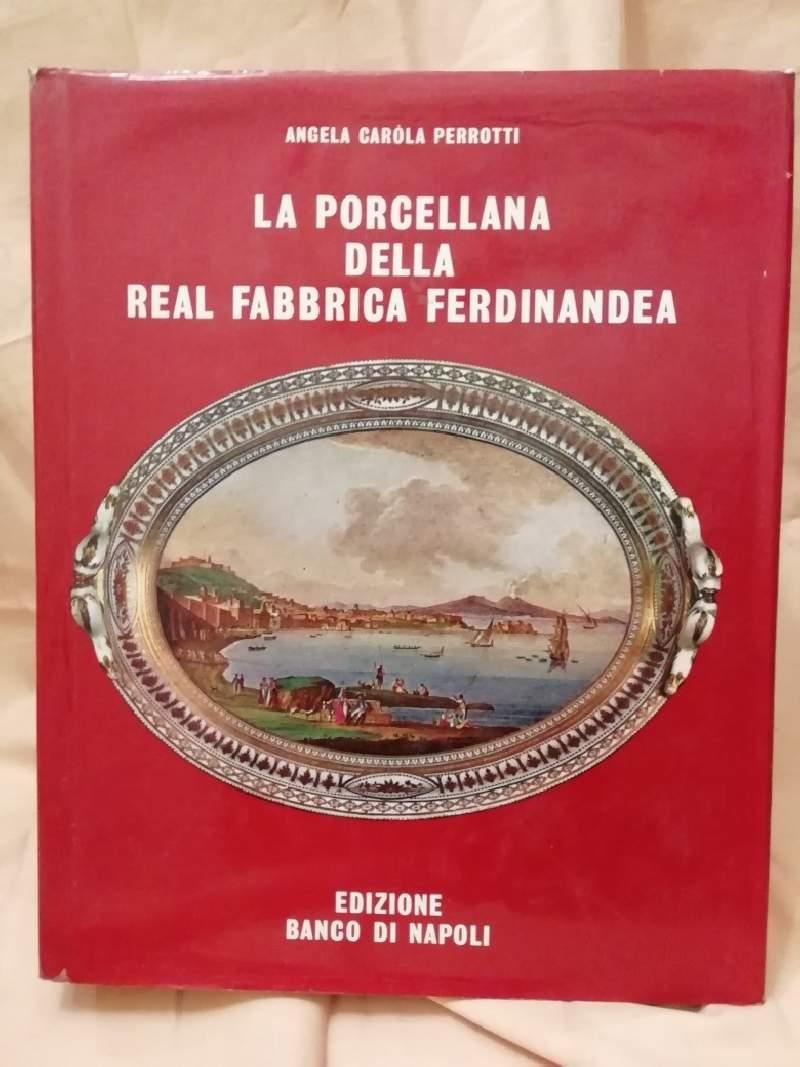 ANGELA CARÒLA PERROTTI
LA PORCELLANA
DELLA
REAL FABBRICA FERDINANDEA
EDIZIONE
BANCO DI NAPOLI